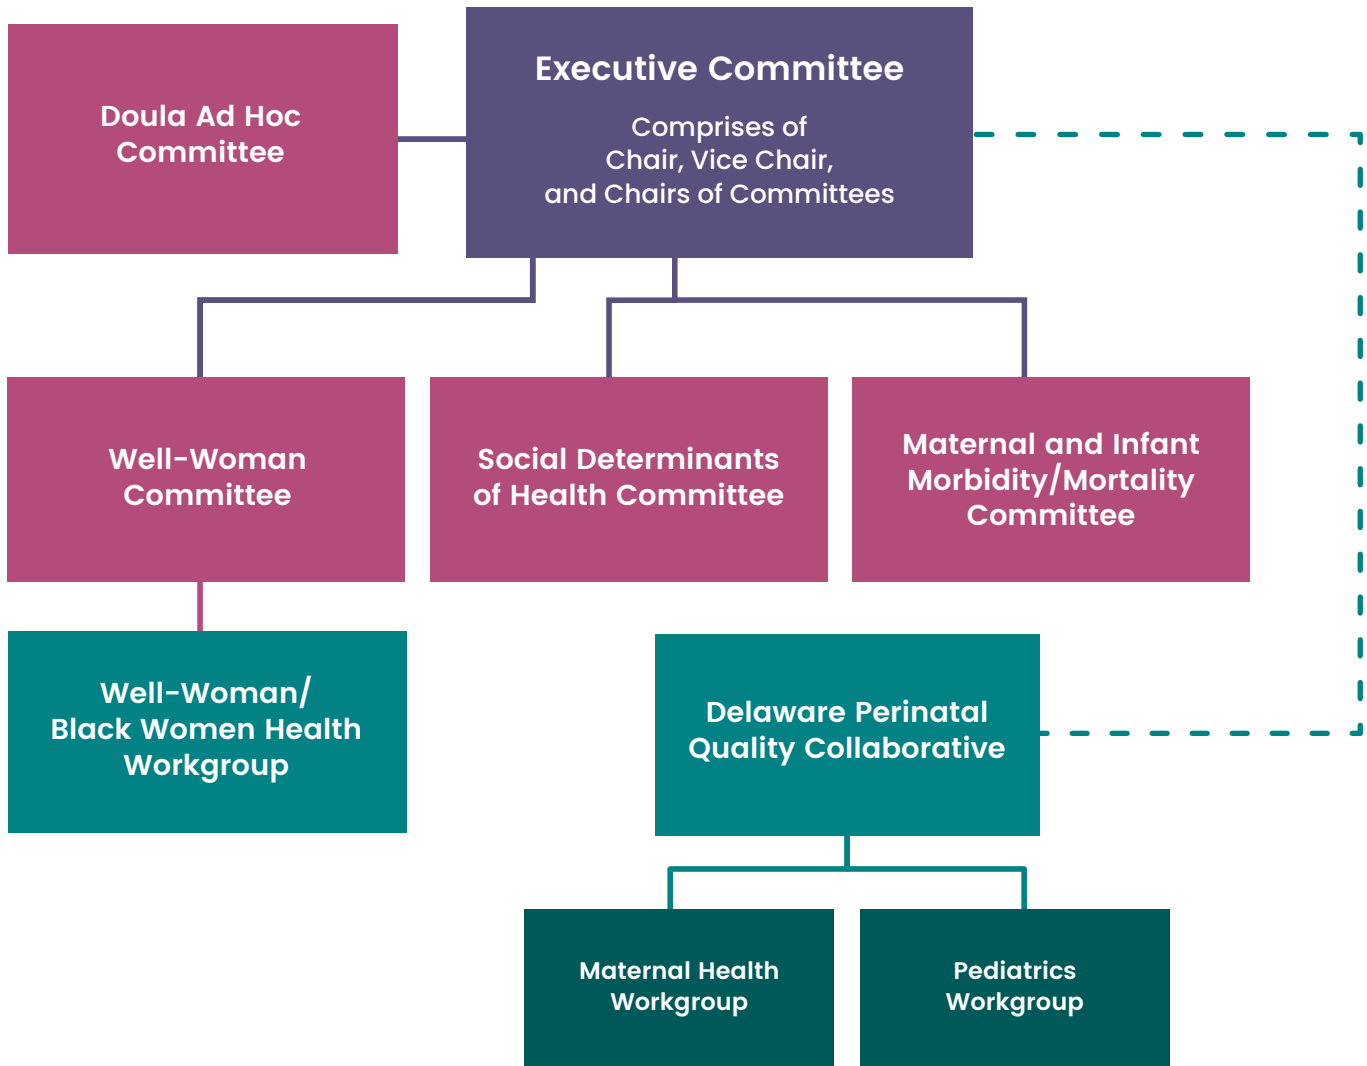 Doula Ad Hoc
Committee
Executive Committee
Comprises of
Chair, Vice Chair,
and Chairs of Committees
Well-Woman
Committee
Social Determinants
of Health Committee
Maternal and Infant
Morbidity/Mortality
Committee
Well-Woman/
Black Women Health
Workgroup
Delaware Perinatal
Quality Collaborative
Maternal Health
Workgroup
Pediatrics
Workgroup